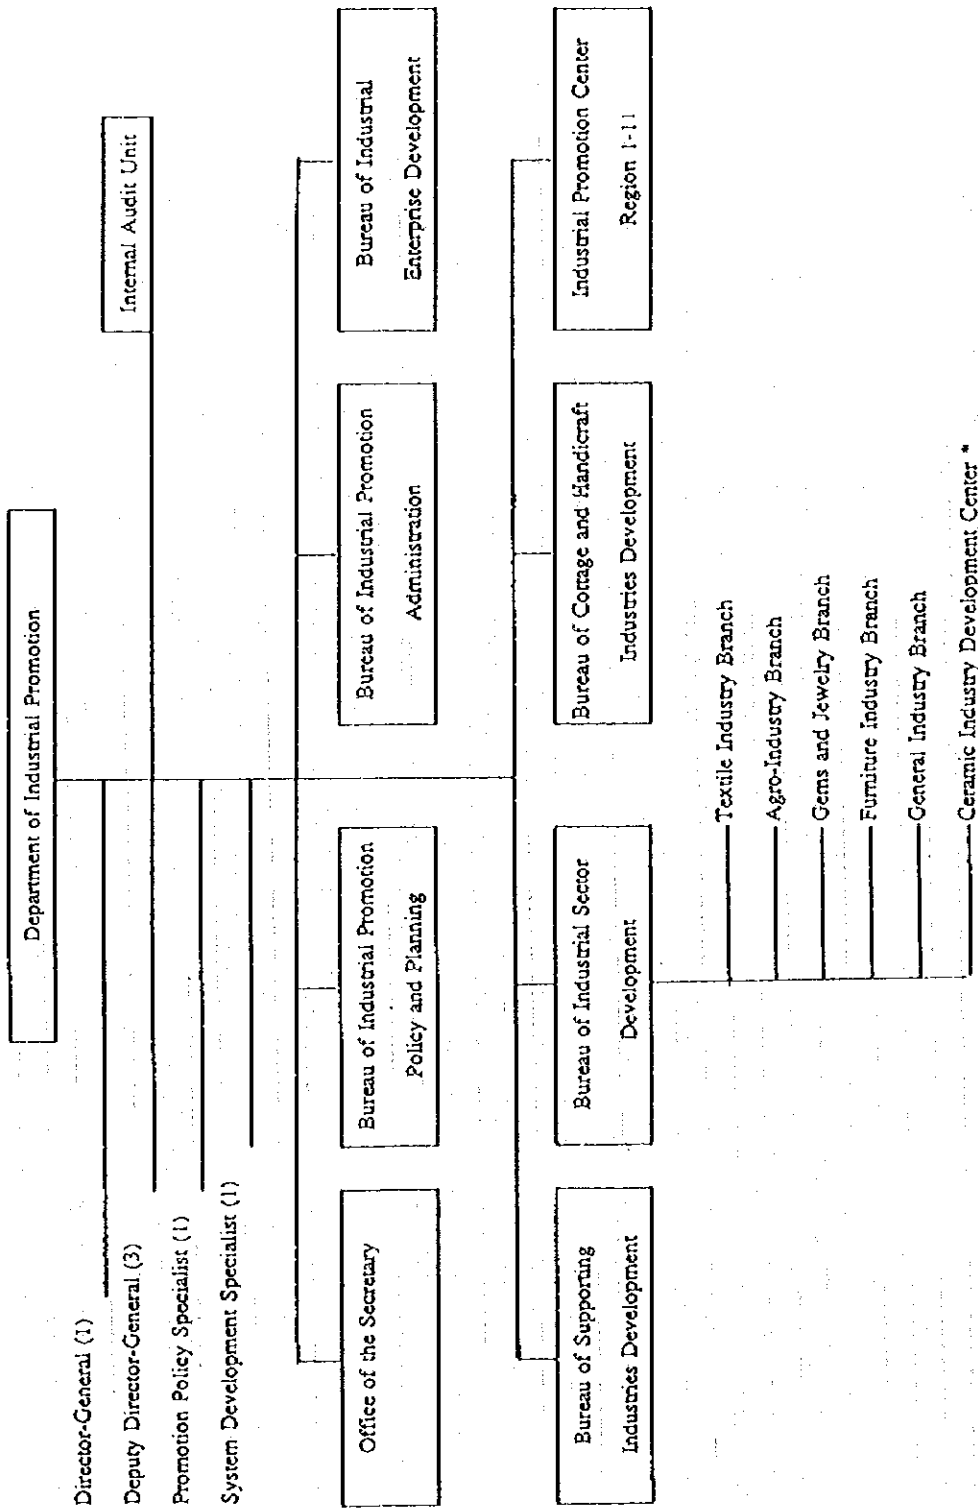 Department of Industrial Promotion
Director-General (1)
Internal Audit Unit
Deputy Director-General (3)
Promotion Policy Specialist (1)
System Development Specialist (1)
Office of the Secretary
Bureau of Industrial Promotion
Policy and Planning
Bureau of Industrial Promotion
Administration
Bureau of Industrial
Enterprise Development
Bureau of Supporting
Industries Development
Bureau of Industrial Sector
Development
Bureau of Cottage and Handicraft
Industries Development
Industrial Promotion Center
Region 1-11
Textile Industry Branch
Agro-Industry Branch
Gems and Jewelry Branch
Furniture Industry Branch
General Industry Branch
Ceramic Industry Development Center *